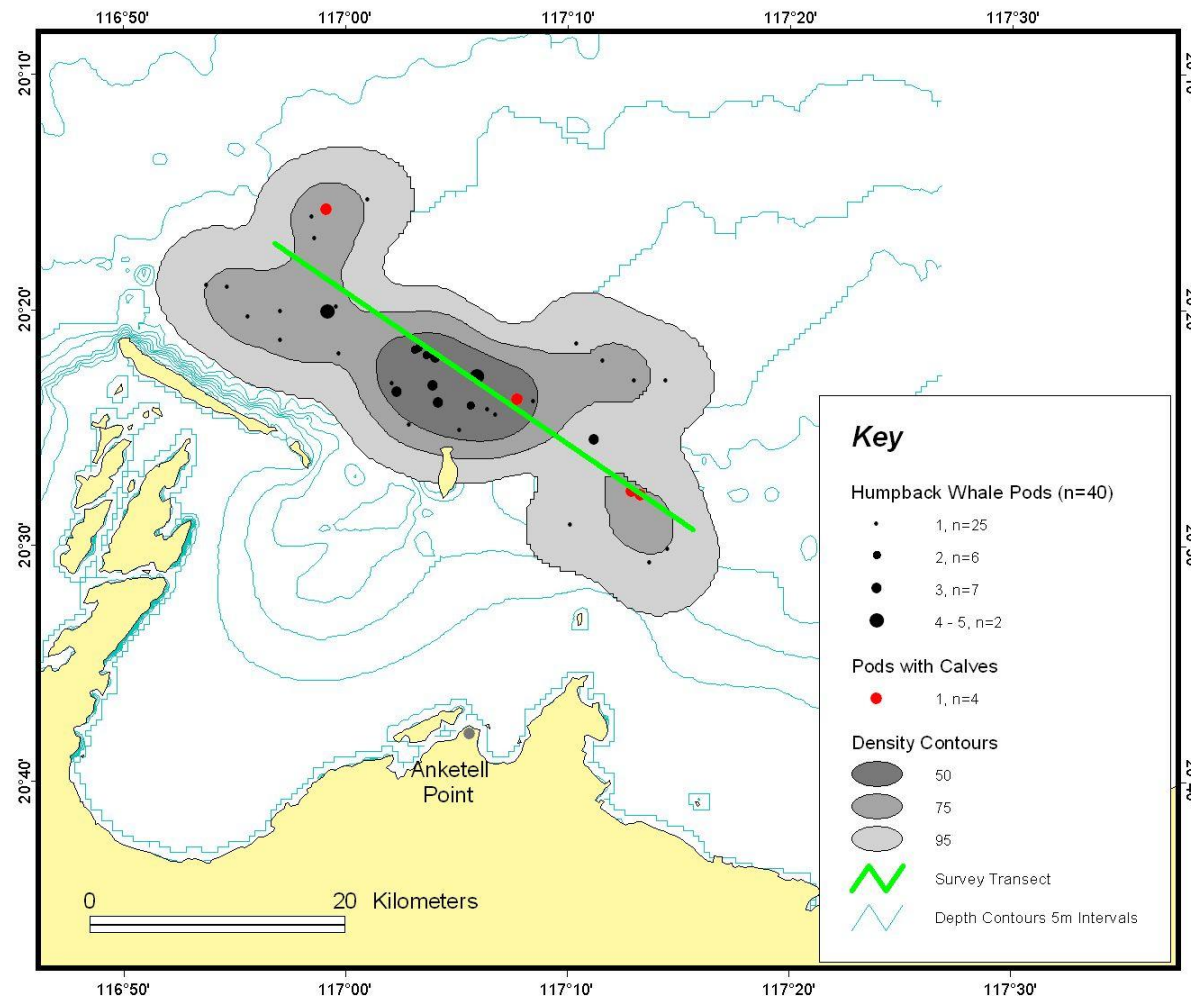 116°50' 117°00' 117°10' 117°20' 117°30'
20°10'
20°20'
20°30'
20°40'
Key
Humpback Whale Pods (n=40)
1, n=25
2, n=6
3, n=7
4 - 5, n=2
Pods with Calves
1, n=4
Density Contours
50
75
95
Survey Transect
Depth Contours 5m Intervals
Anketell
Point
0 20 Kilometers
116°50' 117°00' 117°10' 117°20' 117°30'